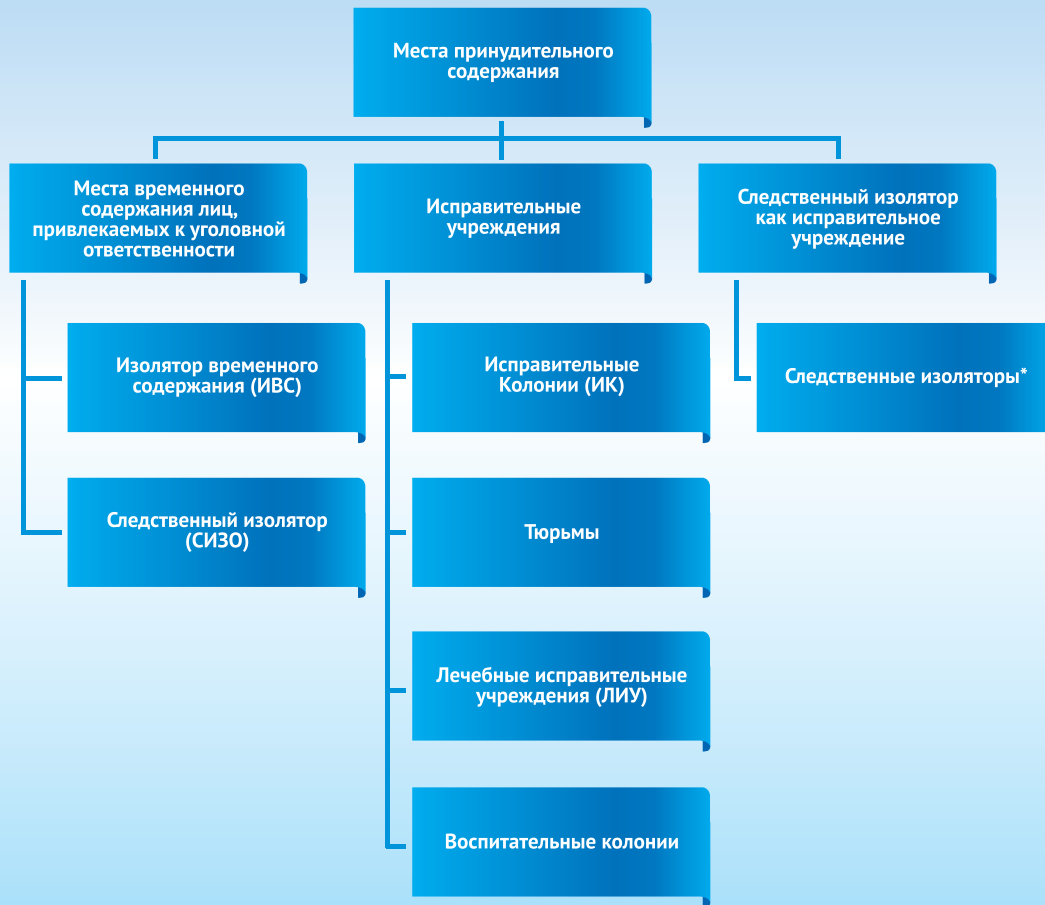 Места принудительного
содержания
Места временного
содержания лиц,
привлекаемых к уголовной
ответственности
Исправительные
учреждения
Следственный изолятор
как исправительное
учреждение
Изолятор временного
содержания (ИВС)
Исправительные
Колонии (ИК)
Следственные изоляторы*
Следственный изолятор
(СИЗО)
Тюрьмы
Лечебные исправительные
учреждения (ЛИУ)
Воспитательные колонии